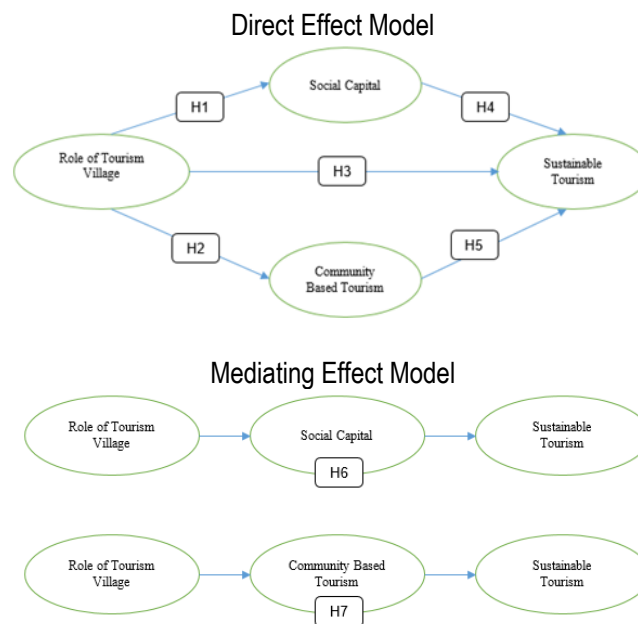 Direct Effect Model
Social Capital
H1
H4
Role of Tourism
Village
H3
Sustainable
Tourism
H2
H5
Community
Based Tourism
Mediating Effect Model
Role of Tourism
Village
Social Capital
H6
Sustainable
Tourism
Role of Tourism
Village
Community Based
Tourism
H7
Sustainable
Tourism